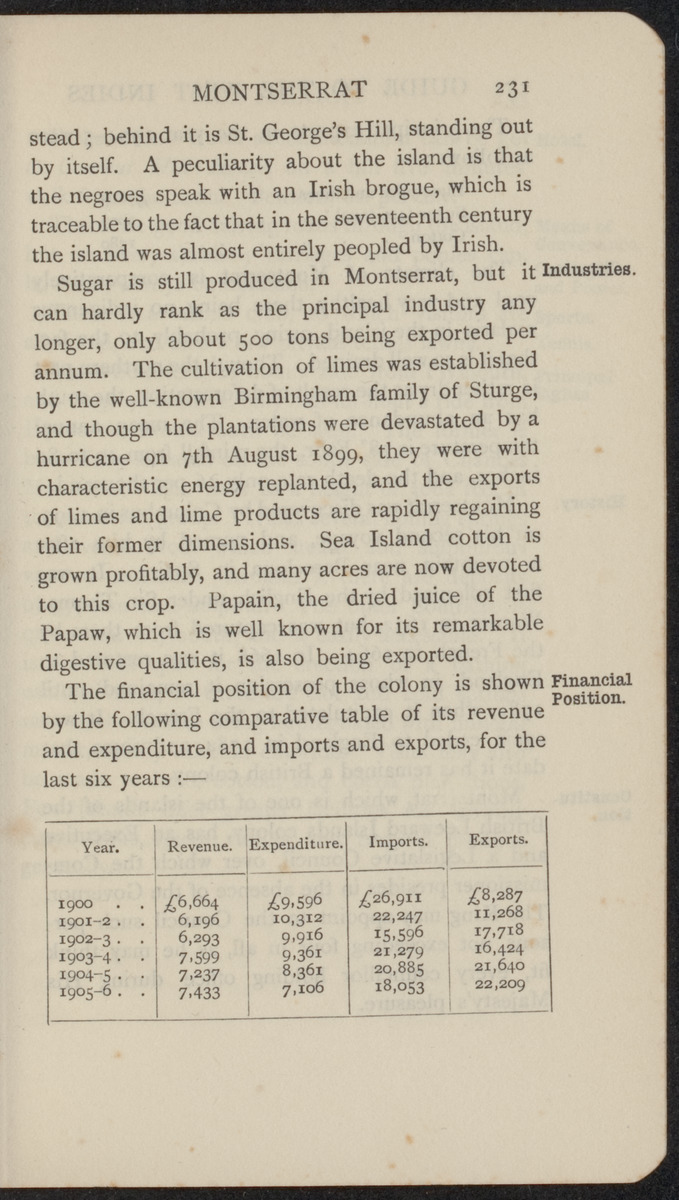 MONTSERRAT 231
stead; behind it is St. George's Hill, standing out
by itself. A peculiarity about the island is that
the negroes speak with an Irish brogue, which is
traceable to the fact that in the seventeenth century
the island was almost entirely peopled by Irish.
Sugar is still produced in Montserrat, but it Industries.
can hardly rank as the principal industry any
longer, only about 500 tons being exported per
annum. The cultivation of limes was established
by the well-known Birmingham family of Sturge,
and though the plantations were devastated by a
hurricane on 7th August 1899, they were with
characteristic energy replanted, and the exports
of limes and lime products are rapidly regaining
their former dimensions. Sea Island cotton is
grown profitably, and many acres are now devoted
to this crop. Papain, the dried juice of the
Papaw, which is well known for its remarkable
digestive qualities, is also being exported.
The financial position of the colony is shown Financial
by the following comparative table of its revenue Position.
and expenditure, and imports and exports, for the
last six years :—
Year. Revenue. Expenditure. Imports. Exports.
1900 . . £6,664 £9,596 £26,911 £8,287
1901-2 . . 6,196 10,312 22,247 11,268
1902-3 . . 6,293 9,916 15,596 17,718
1903-4 . . 7,599 9,361 21,279 16,424
1904-5 . . 7,237 8,361 20,885 21,640
1905-6 . . 7,433 7,106 18,053 22,209